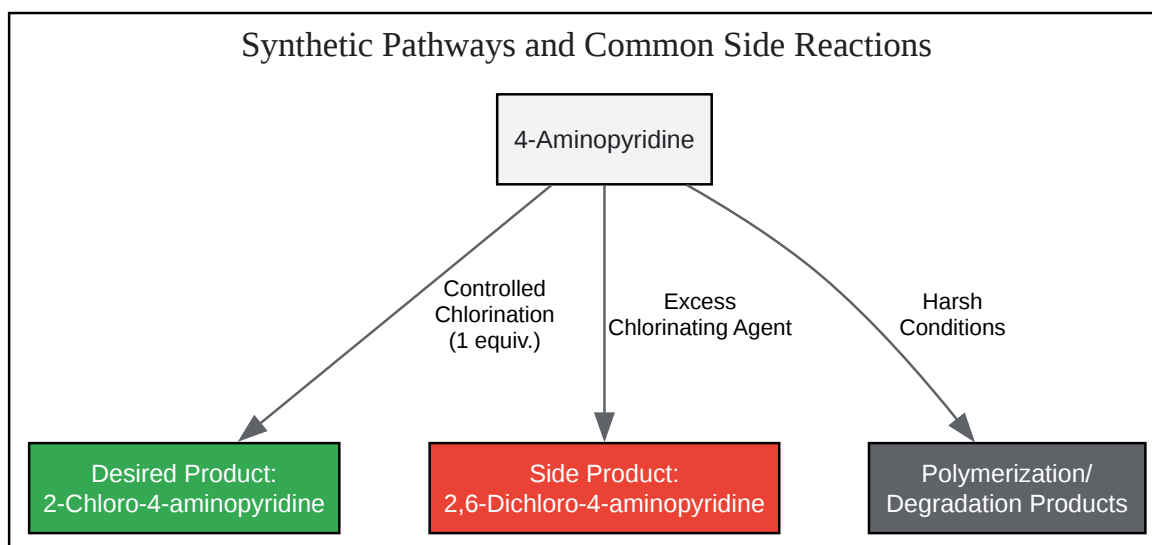 Synthetic Pathways and Common Side Reactions
4-Aminopyridine
Controlled
Chlorination
(1 equiv.)
Excess
Chlorinating Agent
Harsh
Conditions
Desired Product:
2-Chloro-4-aminopyridine
Side Product:
2,6-Dichloro-4-aminopyridine
Polymerization/
Degradation Products